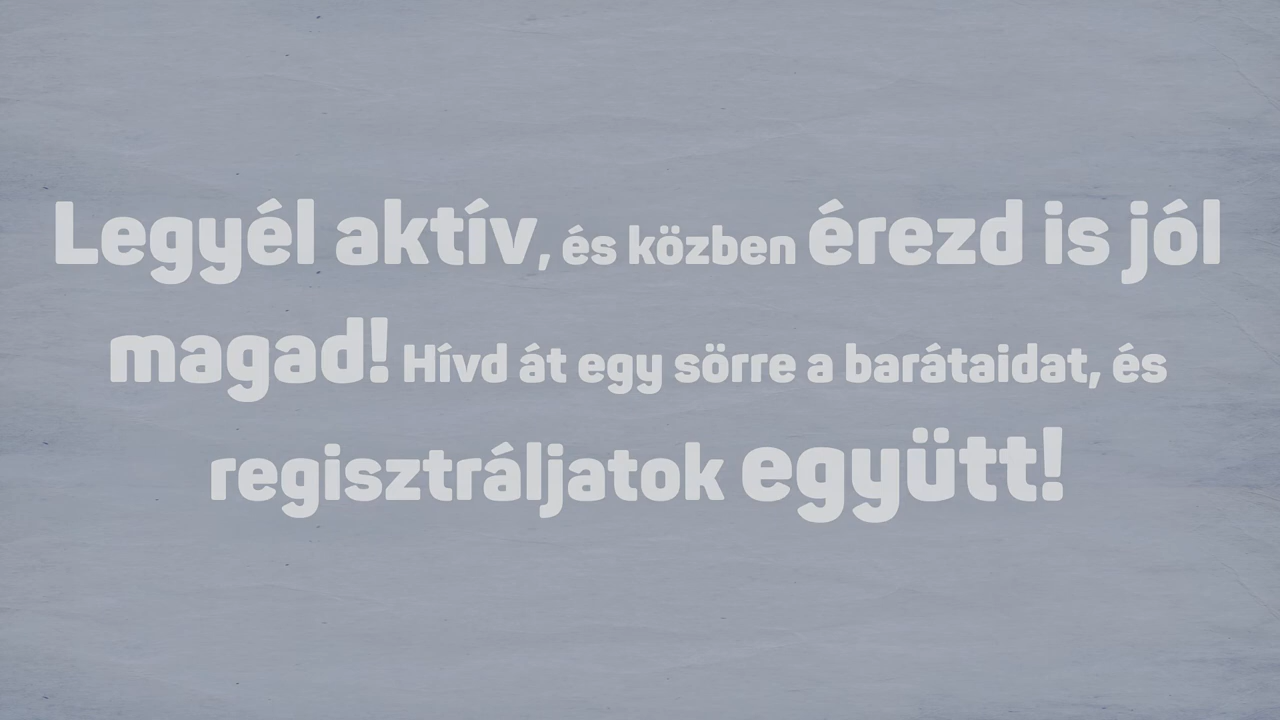 Legyél aktív, és közben érezd is jól
magad! Hívd át egy sörre a barátaidat, és
regisztráljatok együtt!